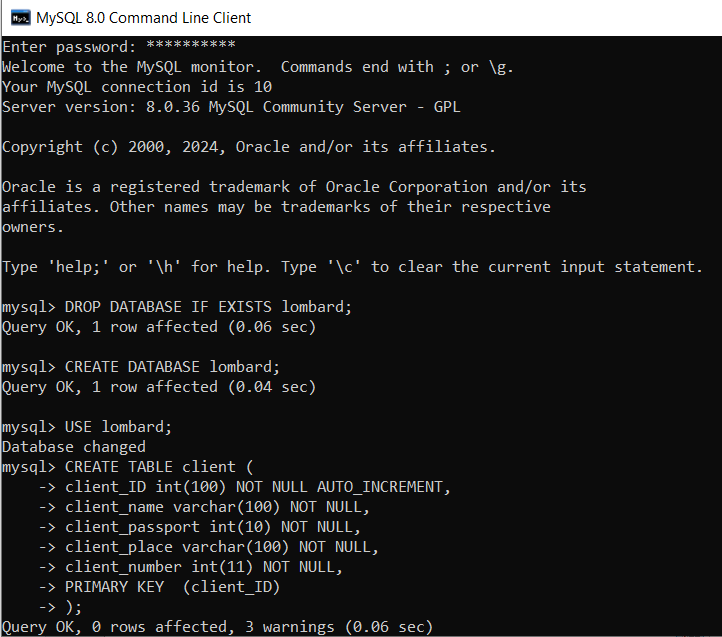 MySQL 8.0 Command Line Client
Enter password: **********
Welcome to the MySQL monitor.  Commands end with ; or \g.
Your MySQL connection id is 10
Server version: 8.0.36 MySQL Community Server - GPL
Copyright (c) 2000, 2024, Oracle and/or its affiliates.
Oracle is a registered trademark of Oracle Corporation and/or its
affiliates. Other names may be trademarks of their respective
owners.
Type 'help;' or '\h' for help. Type '\c' to clear the current input statement.
mysql> DROP DATABASE IF EXISTS lombard;
Query OK, 1 row affected (0.06 sec)
mysql> CREATE DATABASE lombard;
Query OK, 1 row affected (0.04 sec)
mysql> USE lombard;
Database changed
mysql> CREATE TABLE client (
    -> client_ID int(100) NOT NULL AUTO_INCREMENT,
    -> client_name varchar(100) NOT NULL,
    -> client_passport int(10) NOT NULL,
    -> client_place varchar(100) NOT NULL,
    -> client_number int(11) NOT NULL,
    -> PRIMARY KEY  (client_ID)
    -> );
Query OK, 0 rows affected, 3 warnings (0.06 sec)